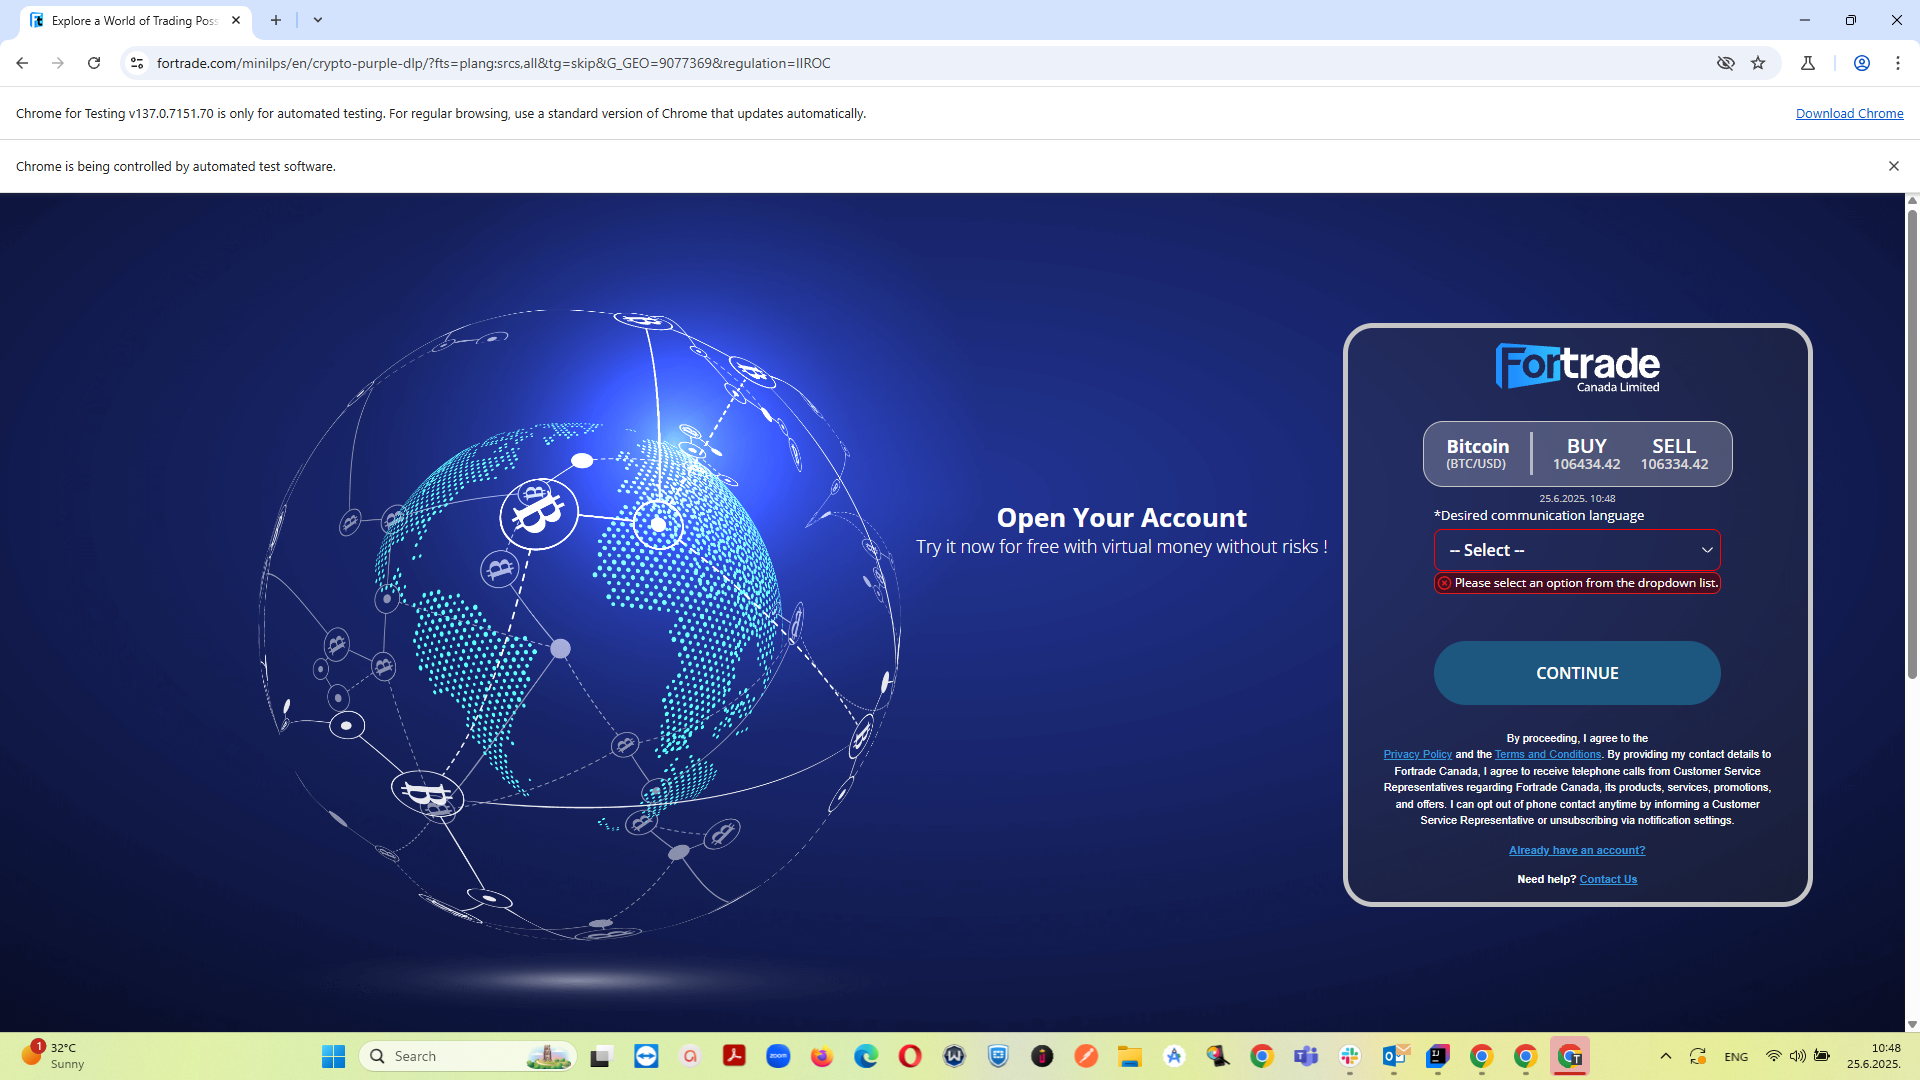 Explore a World of Trading Poss
fortrade.com/minilps/en/crypto-purple-dlp/?fts=plang:srcs,all&tg=skip&G_GEO=9077369&regulation=IIROC
Chrome for Testing v137.0.7151.70 is only for automated testing. For regular browsing, use a standard version of Chrome that updates automatically.
Download Chrome
Chrome is being controlled by automated test software.
Fortrade
Canada Limited
Bitcoin
(BTC/USD)
BUY
106434.42
SELL
106334.42
25.6.2025. 10:48
*Desired communication language
-- Select --
Please select an option from the dropdown list.
Open Your Account
Try it now for free with virtual money without risks !
CONTINUE
By proceeding, I agree to the
Privacy Policy and the Terms and Conditions. By providing my contact details to
Fortrade Canada, I agree to receive telephone calls from Customer Service
Representatives regarding Fortrade Canada, its products, services, promotions,
and offers. I can opt out of phone contact anytime by informing a Customer
Service Representative or unsubscribing via notification settings.
Already have an account?
Need help? Contact Us
1
32°C
Sunny
Search
zoom
ENG
10:48
25.6.2025.